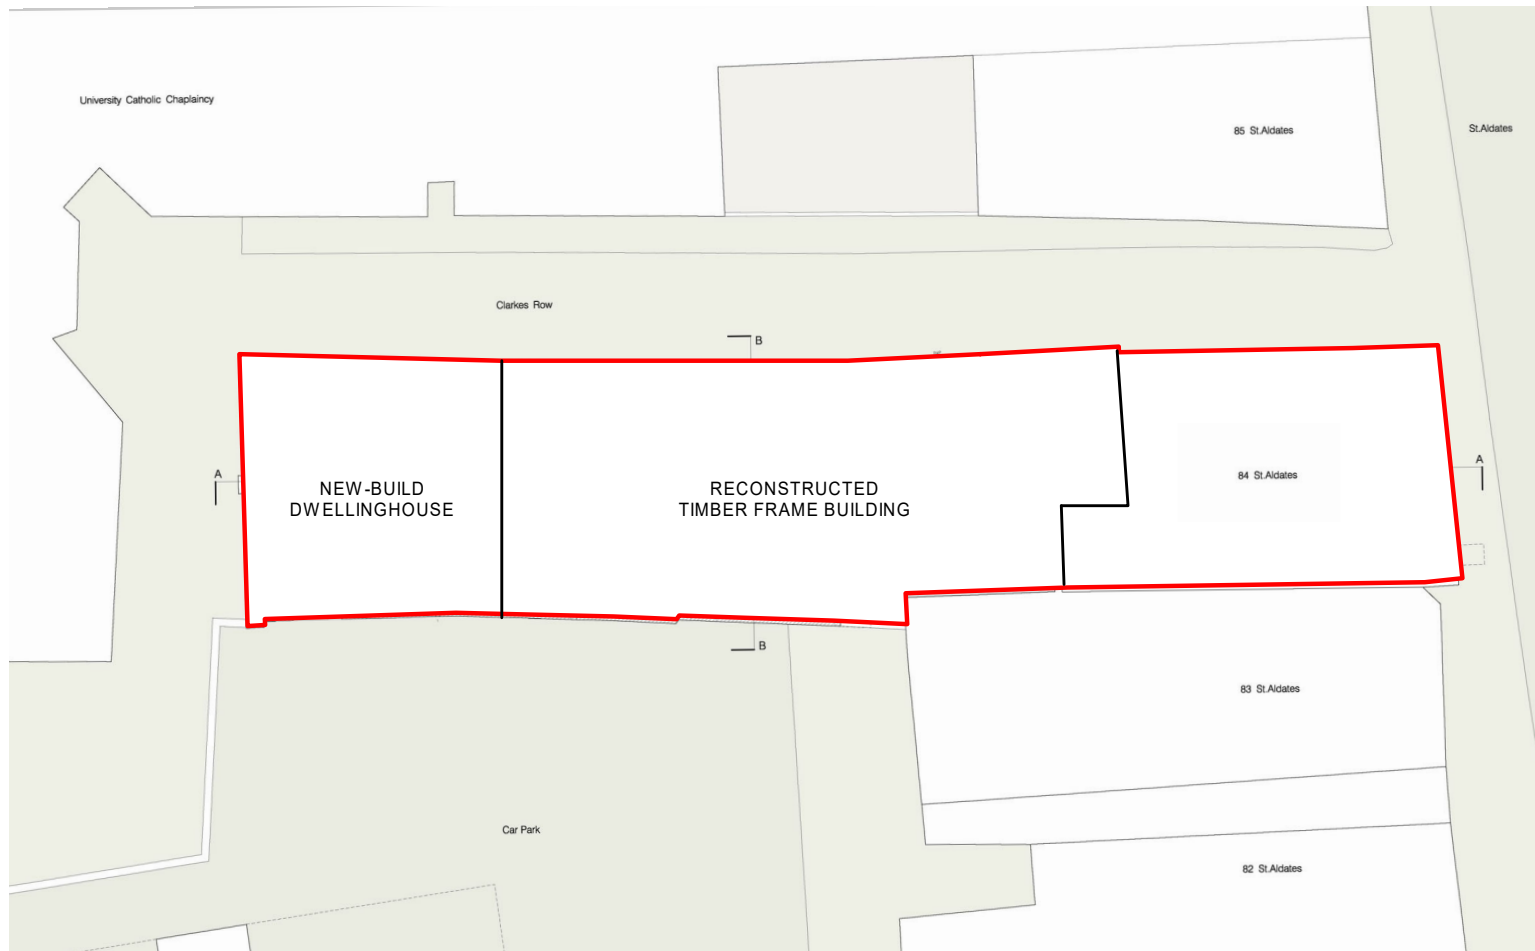 University Catholic Chaplaincy
85 St.Aldates
St.Aldates
Clarkes Row
B
A
NEW-BUILD
DWELLINGHOUSE
RECONSTRUCTED
TIMBER FRAME BUILDING
84 St.Aldates
A
B
83 St.Aldates
Car Park
82 St.Aldates